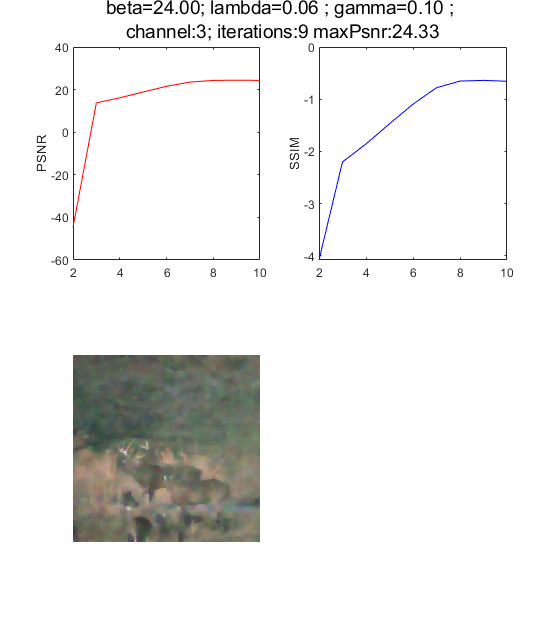 beta=24.00; lambda=0.06 ; gamma=0.10 ;
channel:3; iterations:9 maxPsnr:24.33
40
20
0
-20
-40
-60
PSNR
2 4 6 8 10
0
-1
-2
-3
-4
SSIM
2 4 6 8 10